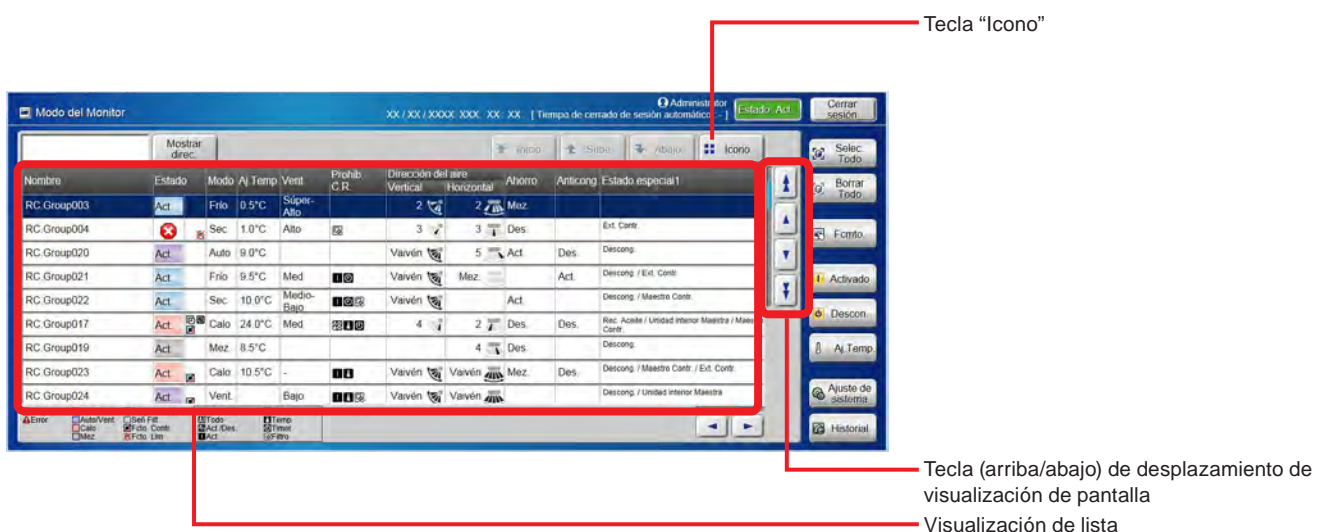 Tecla “Icono”
Modo del Monitor
XX / XX / XXXX XXX XX XX [ Tiempo de cerrado de sesión automático: - ]
Administrator
Estado: Act.
Cerrar sesión
Mostrar direc.
Inicio
Sube
Abajo
Icono
Selec. Todo
Nombre Estado Modo Aj Temp Vent. Prohib C.R. Dirección del aire Vertical Horizontal Ahorro Anticong Estado especial1
Borrar Todo
RC Group003 Act. Frío 0.5°C Súper-Alto 2 2 Mez.
RC Group004 Sec 1.0°C Alto 3 3 Des. Ext. Contr.
Fcmto.
RC Group020 Act. Auto 9.0°C Vaivén 5 Act. Des. Descong.
RC Group021 Act. Frío 9.5°C Med Vaivén Mez. Act. Descong. / Ext. Contr.
Activado
RC Group022 Act. Sec 10.0°C Medio-Bajo Vaivén Act. Descong. / Maestro Contr.
Descon.
RC Group017 Act. Calo 24.0°C Med 4 2 Des. Des. Rec. Aceite / Unidad interior Maestra / Maes Contr.
RC Group019 Act. Mez. 8.5°C 4 Des. Descong.
Aj.Temp.
RC Group023 Act. Calo 10.5°C - Vaivén Vaivén Mez. Des. Descong. / Maestro Contr. / Ext. Contr.
Ajuste de sistema
RC Group024 Act. Vent. Bajo Vaivén Vaivén Descong. / Unidad interior Maestra
Error Auto/Vent. Señ Filt. Todo Temp
Calo Fcto. Contr. Act./Des. Timer
Mez. Fcto. Lim Act Filtro
Historial
Tecla (arriba/abajo) de desplazamiento de
visualización de pantalla
Visualización de lista